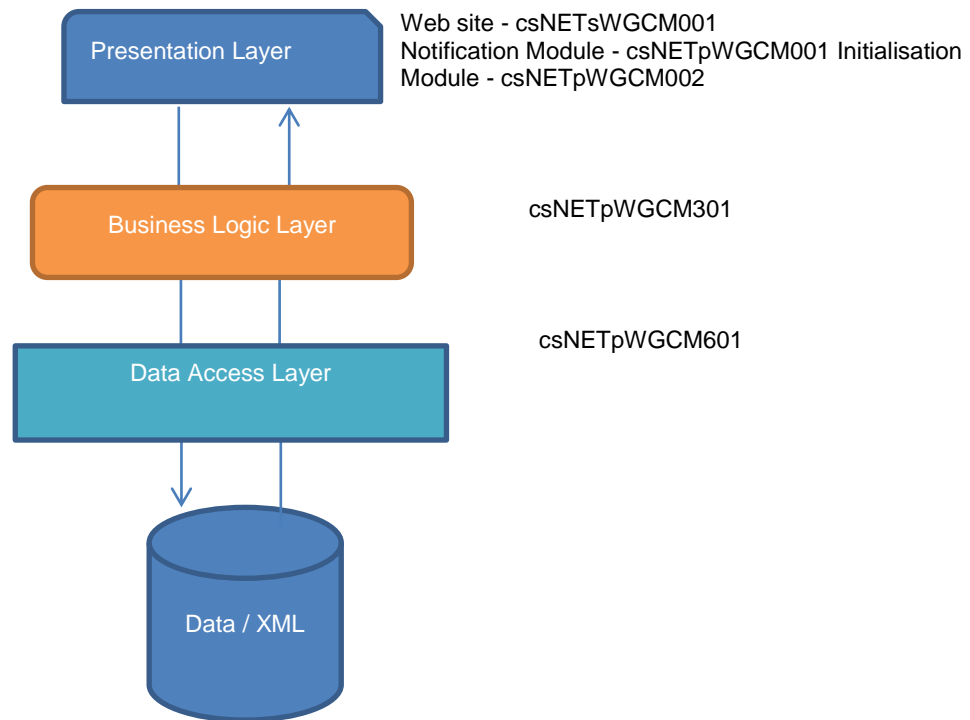 Web site - csNETsWGCM001
Presentation Layer
Notification Module - csNETpWGCM001 Initialisation
Module - csNETpWGCM002
Business Logic Layer
csNETpWGCM301
csNETpWGCM601
Data Access Layer
Data / XML